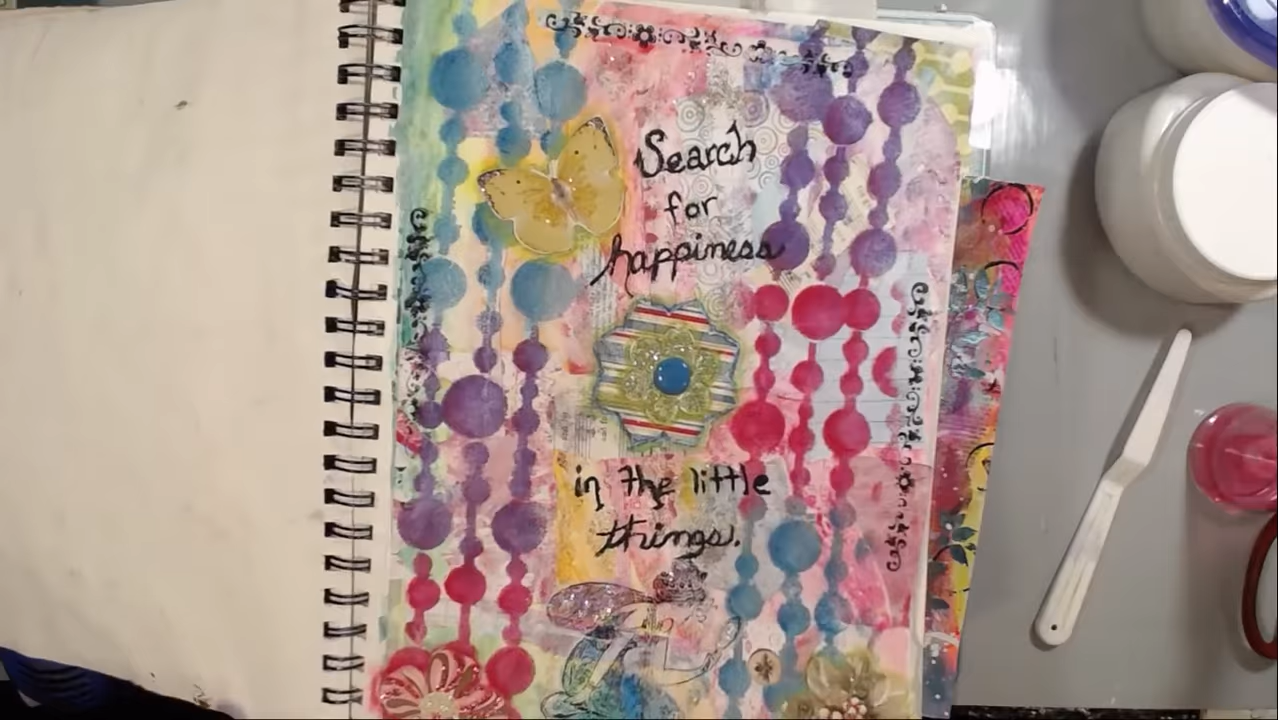 Search
for
happiness
in the little
things.